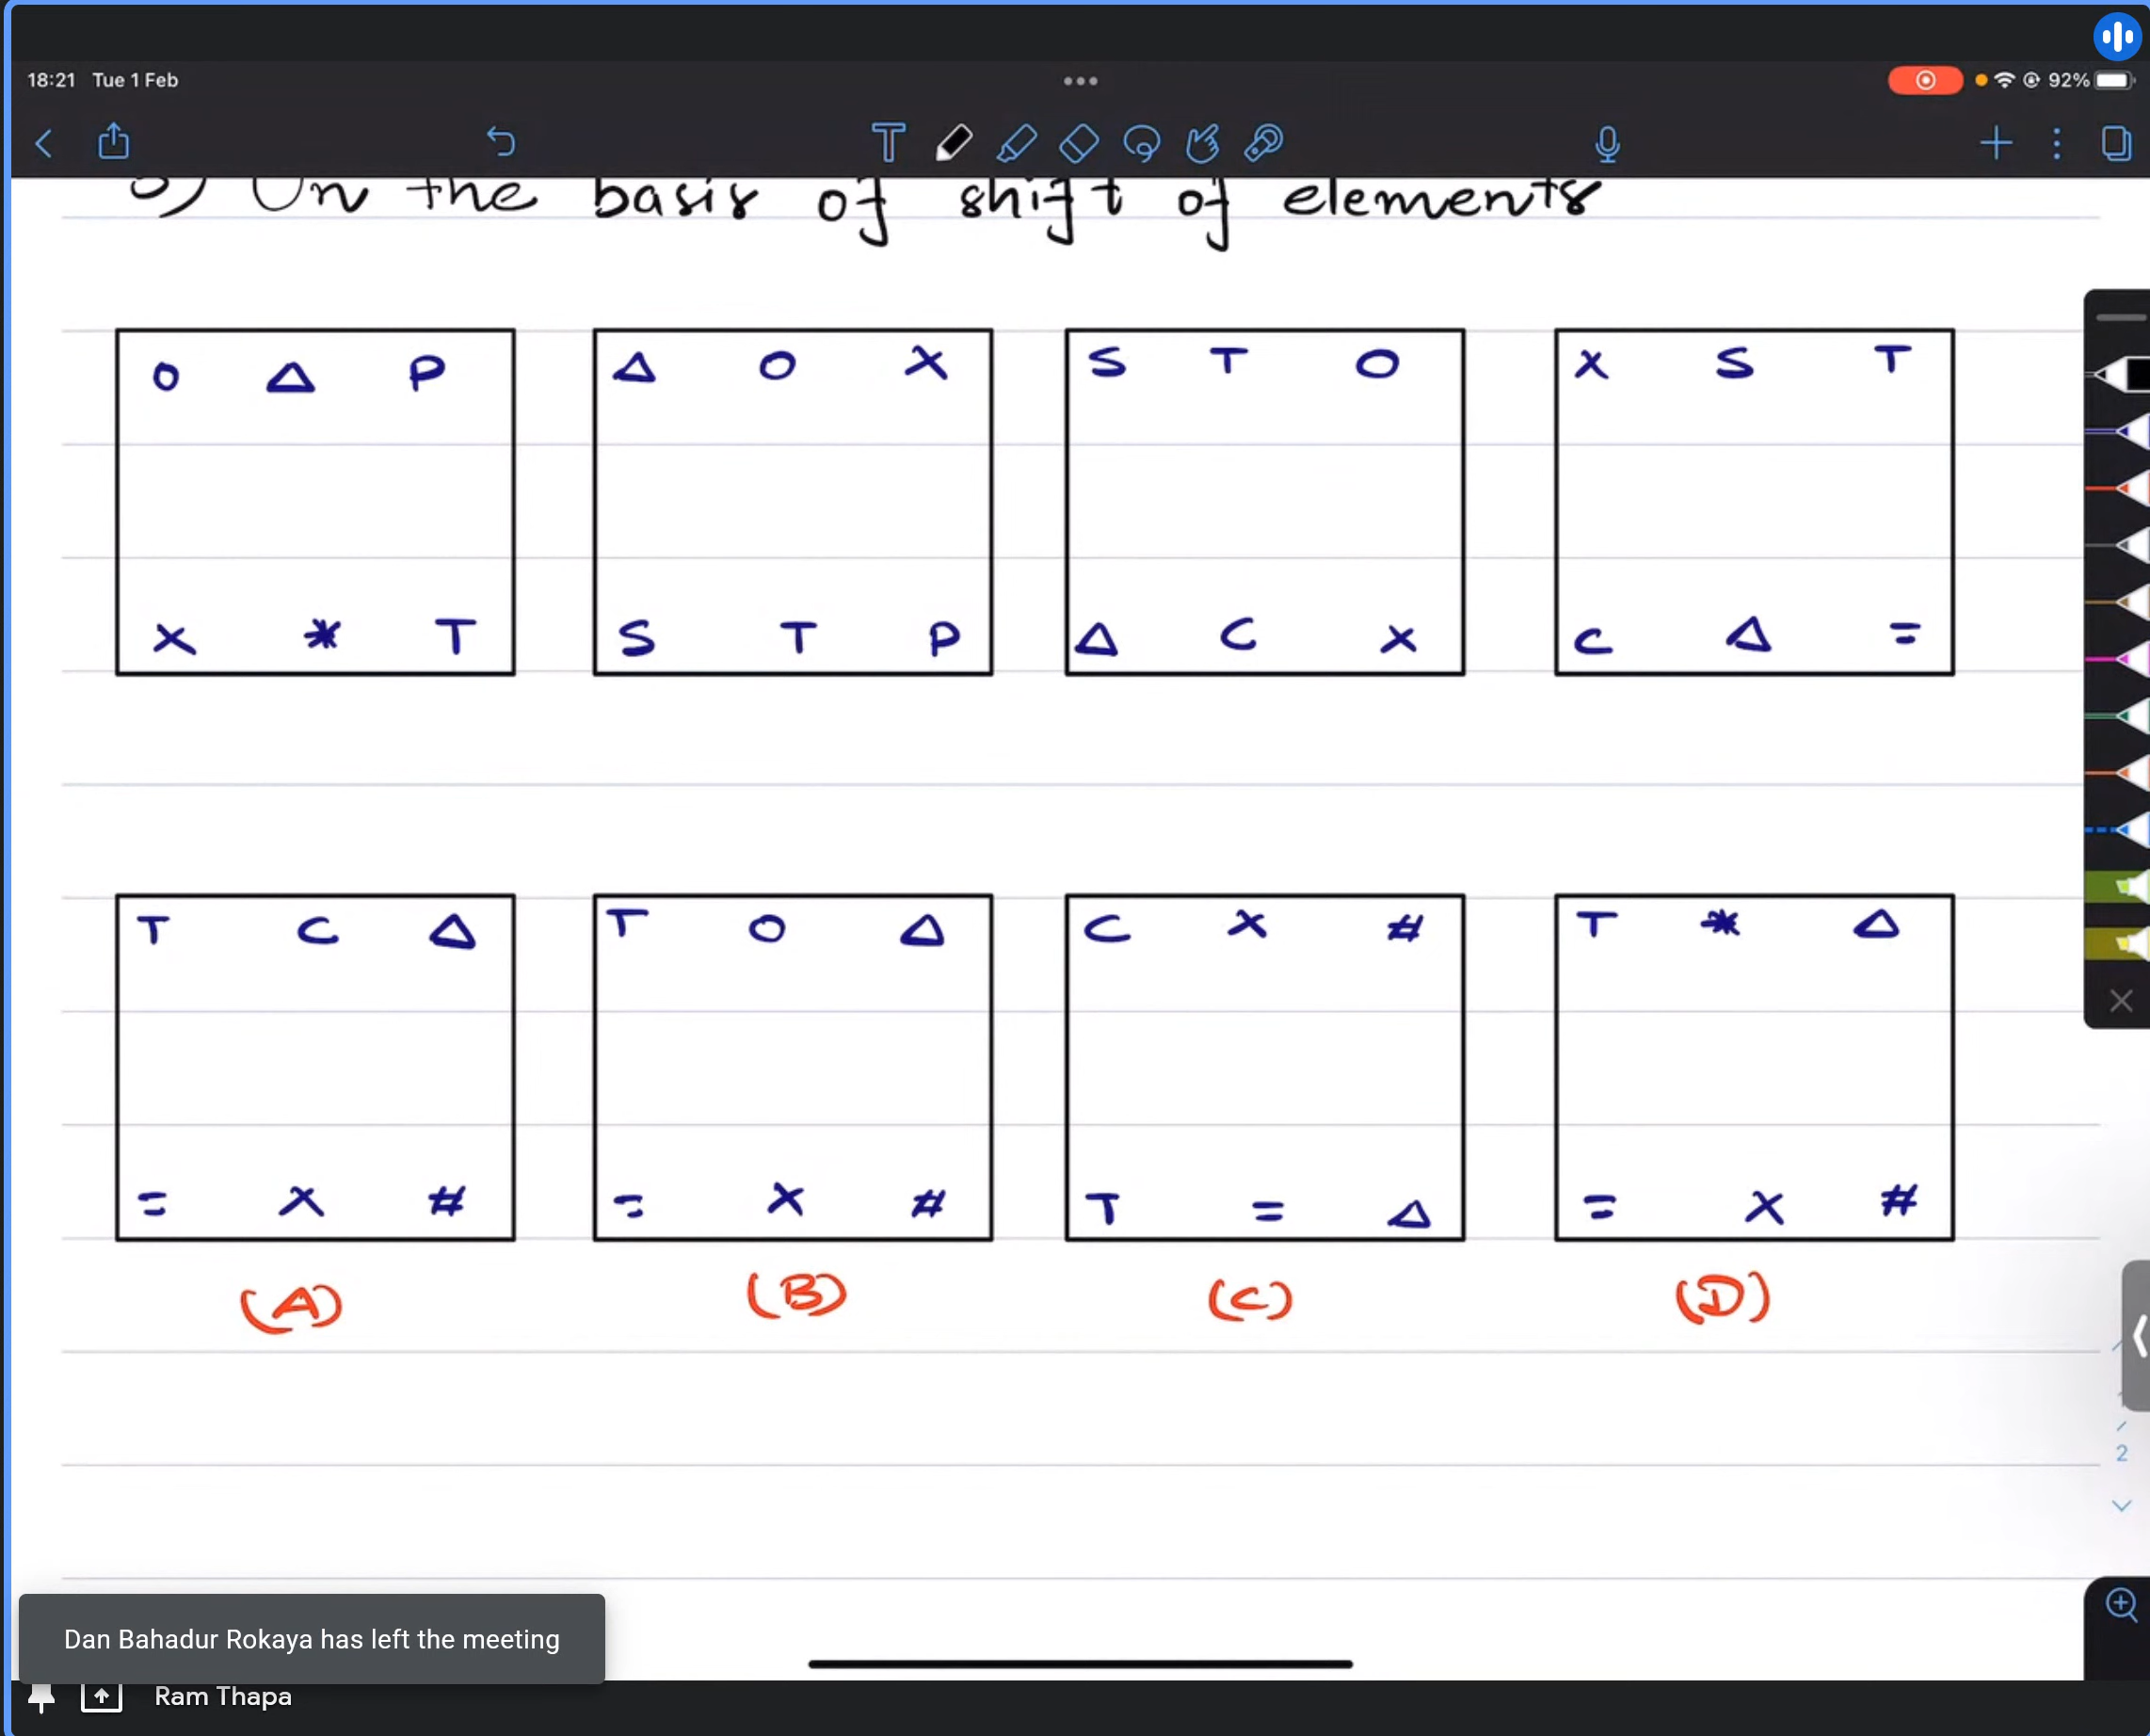 18:21 Tue 1 Feb 92%
3) On the basis of shift of elements
O Δ P Δ O X S T O X S T
X * T S T P Δ C X C Δ =
T C Δ T O Δ C X # T * Δ
= X # = X # T = Δ = X #
(A) (B) (C) (D)
2
Dan Bahadur Rokaya has left the meeting
Ram Thapa